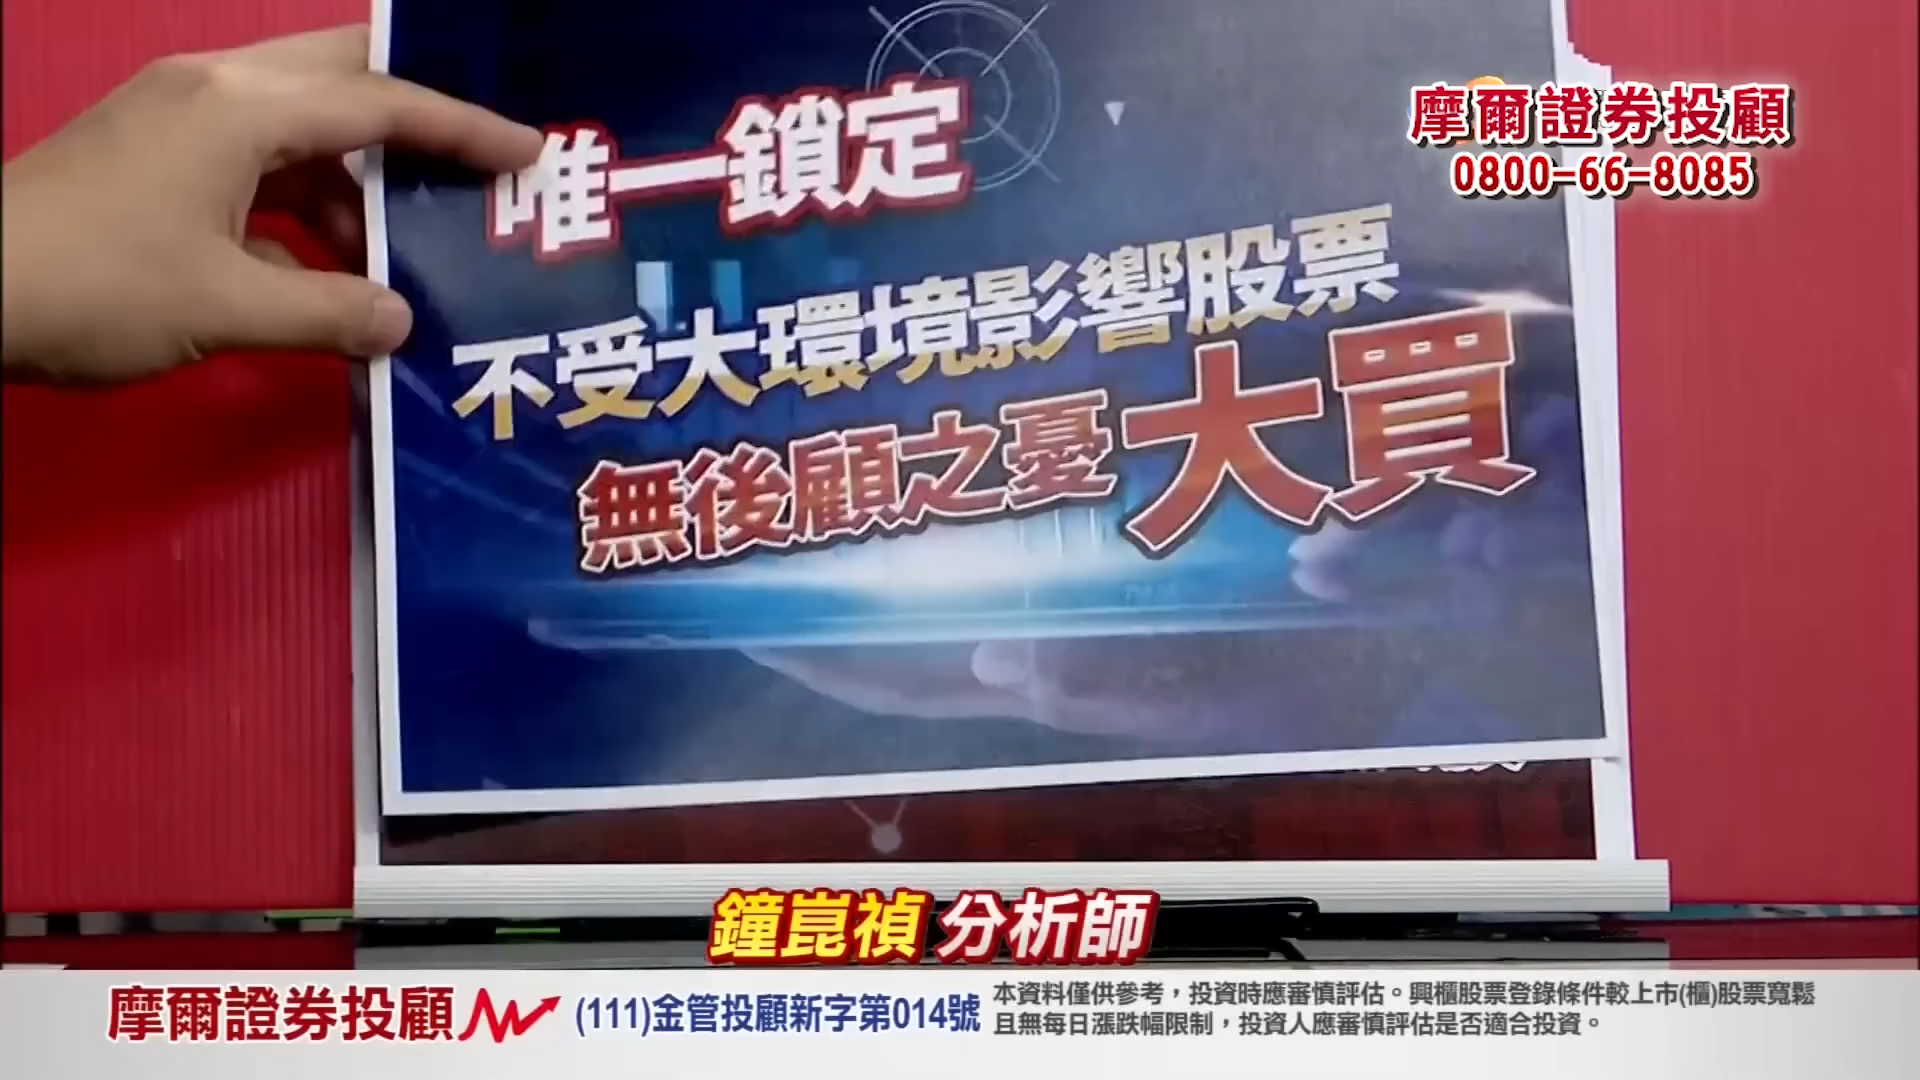 摩爾證券投顧
0800-66-8085
唯一鎖定
不受大環境影響股票
無後顧之憂大買
鐘崑禎 分析師
摩爾證券投顧 (111)金管投顧新字第014號
本資料僅供參考，投資時應審慎評估。興櫃股票登錄條件較上市(櫃)股票寬鬆
且無每日漲跌幅限制，投資人應審慎評估是否適合投資。